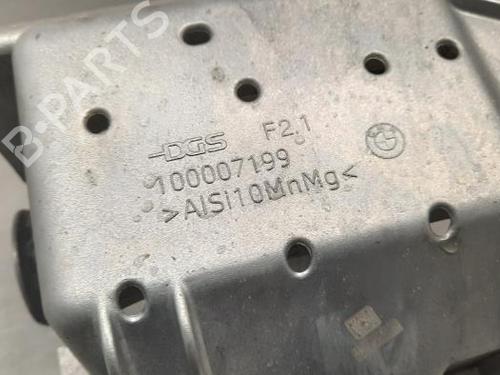 B-PARTS
DGS F2.1
100007199
>AlSi10MnMg<